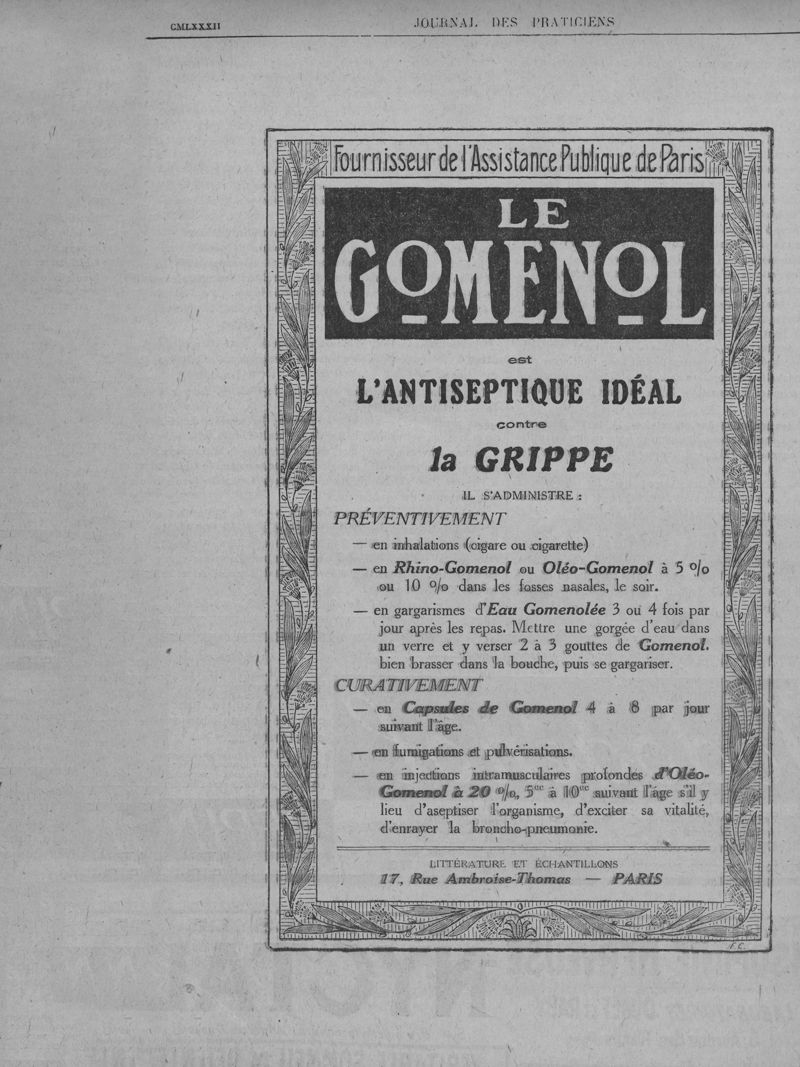 CMLXXXII
JOURNAL DES PRATICIENS
Fournisseur de l'Assistance Publique de Paris
LE
GOMENOL
est
L'ANTISEPTIQUE IDÉAL
contre
la GRIPPE
IL S'ADMINISTRE :
PRÉVENTIVEMENT
— en inhalations (cigare ou cigarette)
— en Rhino-Gomenol ou Oléo-Gomenol à 5 %
ou 10 % dans les fosses nasales, le soir.
— en gargarismes d'Eau Gomenolée 3 ou 4 fois par
jour après les repas. Mettre une gorgée d'eau dans
un verre et y verser 2 à 3 gouttes de Gomenol.
bien brasser dans la bouche, puis se gargariser.
CURATIVEMENT
— en Capsules de Gomenol 4 à 8 par jour
suivant l'âge.
— en fumigations et pulvérisations.
— en injections intramusculaires profondes d'Oléo-
Gomenol à 20 %, 5cc à 10cc suivant l'âge s'il y
lieu d'aseptiser l'organisme, d'exciter sa vitalité,
d'enrayer la broncho-pneumonie.
LITTÉRATURE ET ÉCHANTILLONS
17, Rue Ambroise-Thomas — PARIS
F.C.